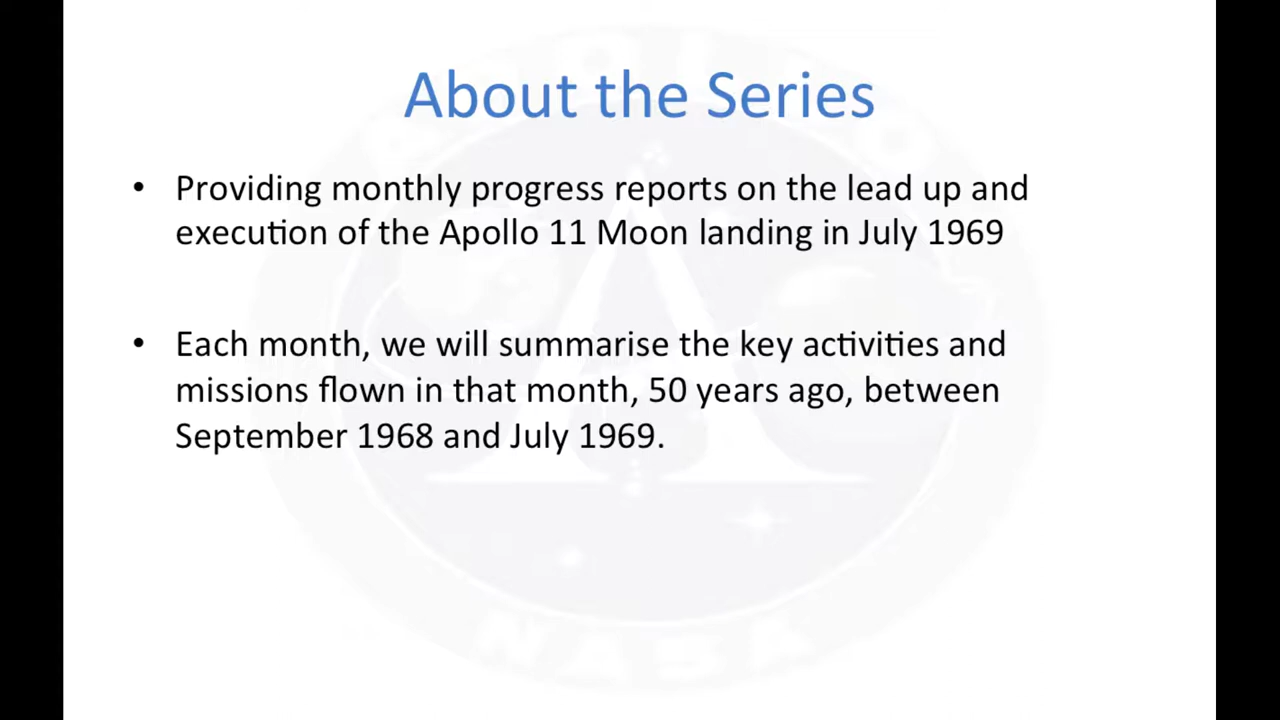 About the Series
• Providing monthly progress reports on the lead up and
execution of the Apollo 11 Moon landing in July 1969
• Each month, we will summarise the key activities and
missions flown in that month, 50 years ago, between
September 1968 and July 1969.
APOLLO
NASA